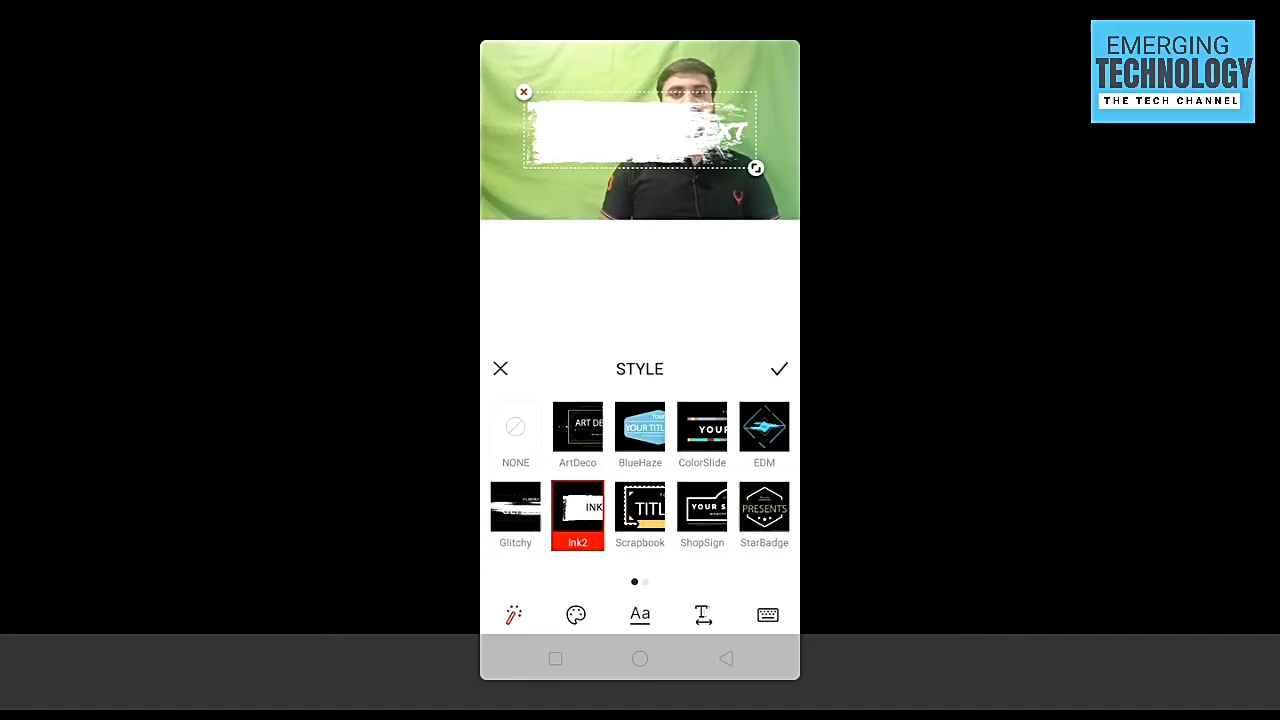 EMERGING
TECHNOLOGY
THE TECH CHANNEL
STYLE
ART DE
YOUR TITL
YOUR
NONE
ArtDeco
BlueHaze
ColorSlide
EDM
INK
TITL
YOUR S
PRESENTS
Glitchy
Ink2
Scrapbook
ShopSign
StarBadge
Aa
T